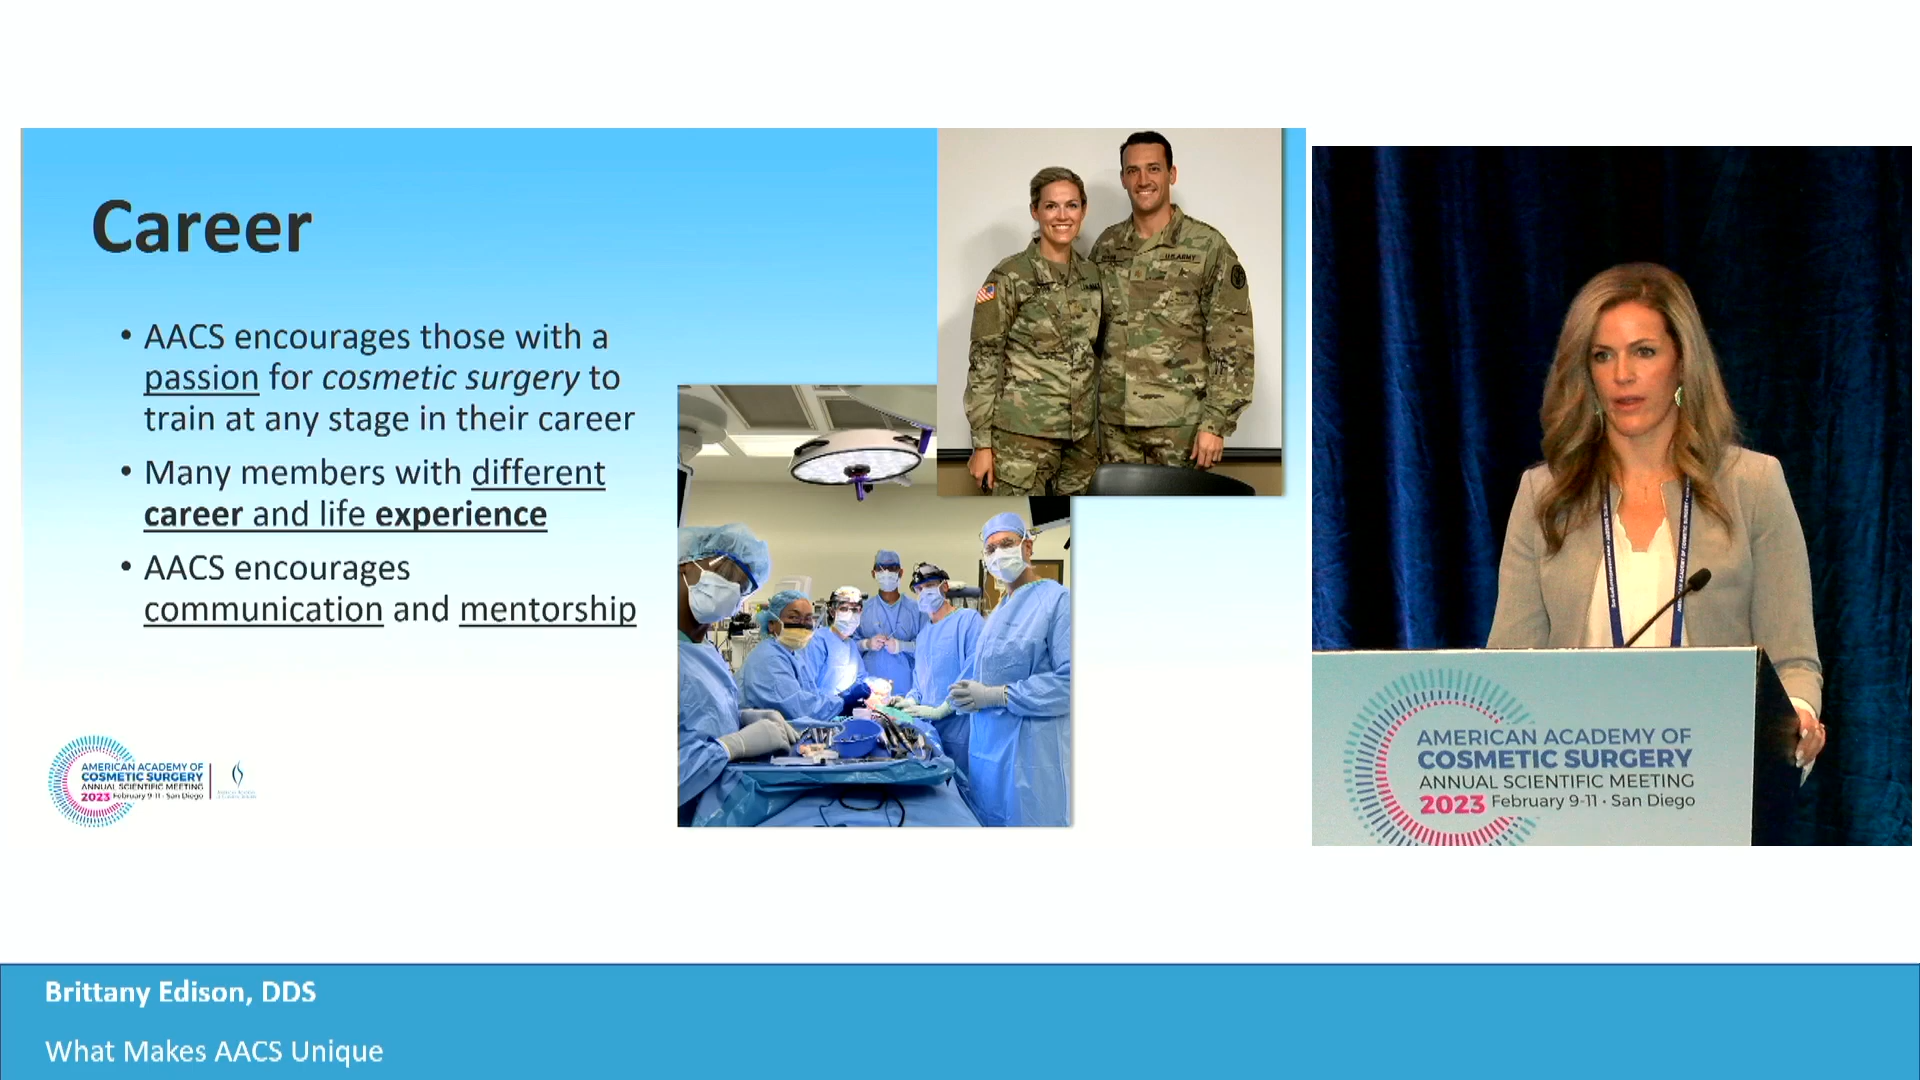 Career
• AACS encourages those with a
passion for cosmetic surgery to
train at any stage in their career
• Many members with different
career and life experience
• AACS encourages
communication and mentorship
AMERICAN ACADEMY OF
COSMETIC SURGERY
ANNUAL SCIENTIFIC MEETING
2023 February 9-11 • San Diego
U.S. ARMY
AMERICAN ACADEMY OF
COSMETIC SURGERY
ANNUAL SCIENTIFIC MEETING
2023 February 9-11 • San Diego
Brittany Edison, DDS
What Makes AACS Unique